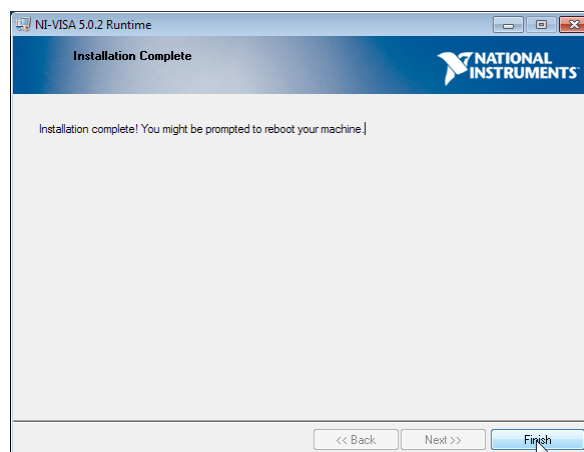 NI-VISA 5.0.2 Runtime
Installation Complete
NATIONAL
INSTRUMENTS
Installation complete! You might be prompted to reboot your machine.
<< Back
Next >>
Finish